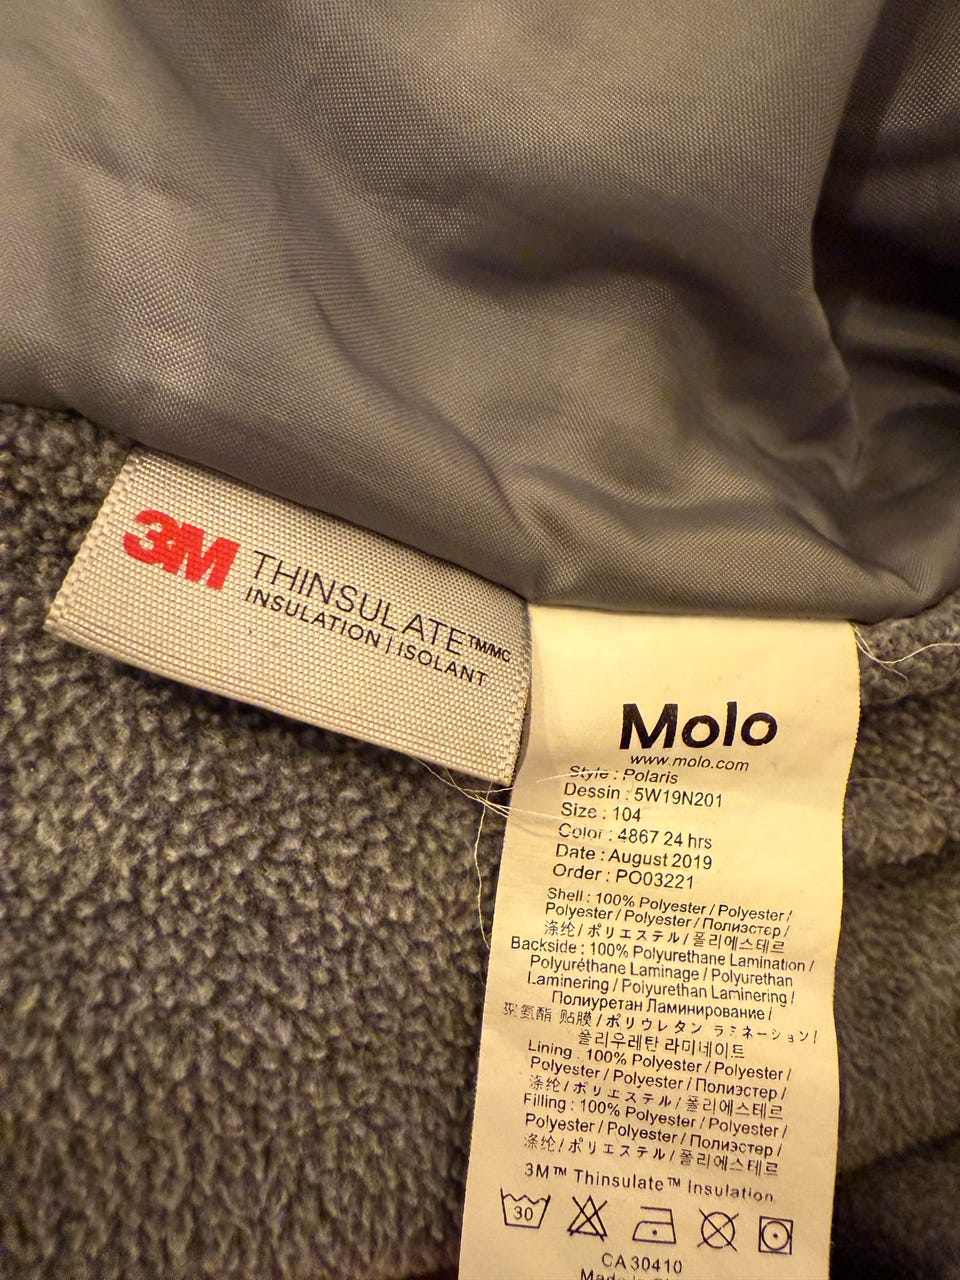 3M THINSULATE™/MC
INSULATION | ISOLANT
Molo
www.molo.com
Style : Polaris
Dessin : 5W19N201
Size : 104
Color : 4867 24 hrs
Date : August 2019
Order : PO03221
Shell : 100% Polyester / Polyester /
Polyester / Polyester / Полиэстер /
涤纶 / ポリエステル / 폴리에스테르
Backside : 100% Polyurethane Lamination /
Polyuréthane Laminage / Polyurethan
Laminering / Polyurethan Laminering /
Полиуретан Ламинирование /
聚氨酯 贴膜 / ポリウレタン ラミネーション /
폴리우레탄 라미네이트
Lining : 100% Polyester / Polyester /
Polyester / Polyester / Полиэстер /
涤纶 / ポリエステル / 폴리에스테르
Filling : 100% Polyester / Polyester /
Polyester / Polyester / Полиэстер /
涤纶 / ポリエステル / 폴리에스테르
3M™ Thinsulate™ Insulation
30
CA30410
Made